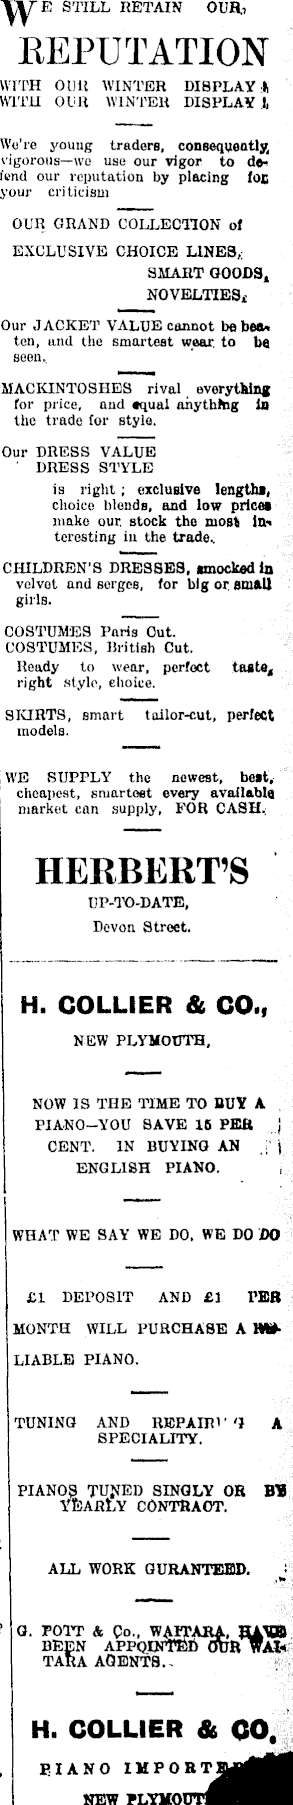 WE STILL RETAIN OUR
REPUTATION
WITH OUR WINTER DISPLAY !
WITH OUR WINTER DISPLAY !
We're young traders, consequently,
vigorous—we use our vigor to de-
fend our reputation by placing for
your criticism
OUR GRAND COLLECTION of
EXCLUSIVE CHOICE LINES,
SMART GOODS,
NOVELTIES,
Our JACKET VALUE cannot be bea-
ten, and the smartest wear to be
seen.
MACKINTOSHES rival everything
for price, and equal anything in
the trade for style.
Our DRESS VALUE
DRESS STYLE
is right ; exclusive lengths,
choice blends, and low prices
make our stock the most in-
teresting in the trade.
CHILDREN'S DRESSES, smocked in
velvet and serges, for big or small
girls.
COSTUMES Paris Cut.
COSTUMES, British Cut.
Ready to wear, perfect taste,
right style, choice.
SKIRTS, smart tailor-cut, perfect
models.
WE SUPPLY the newest, best,
cheapest, smartest every available
market can supply, FOR CASH.
HERBERT'S
UP-TO-DATE,
Devon Street.
H. COLLIER & CO.,
NEW PLYMOUTH,
NOW IS THE TIME TO BUY A
PIANO—YOU SAVE 15 PER
CENT. IN BUYING AN
ENGLISH PIANO.
WHAT WE SAY WE DO, WE DO DO
£1 DEPOSIT AND £1 PER
MONTH WILL PURCHASE A RE-
LIABLE PIANO.
TUNING AND REPAIRING A
SPECIALITY.
PIANOS TUNED SINGLY OR BY
YEARLY CONTRACT.
ALL WORK GURANTEED.
G. POTT & Co., WAITARA, HAVE
BEEN APPOINTED OUR WAI-
TARA AGENTS.
H. COLLIER & CO.
PIANO IMPORTE
NEW PLYMOUT